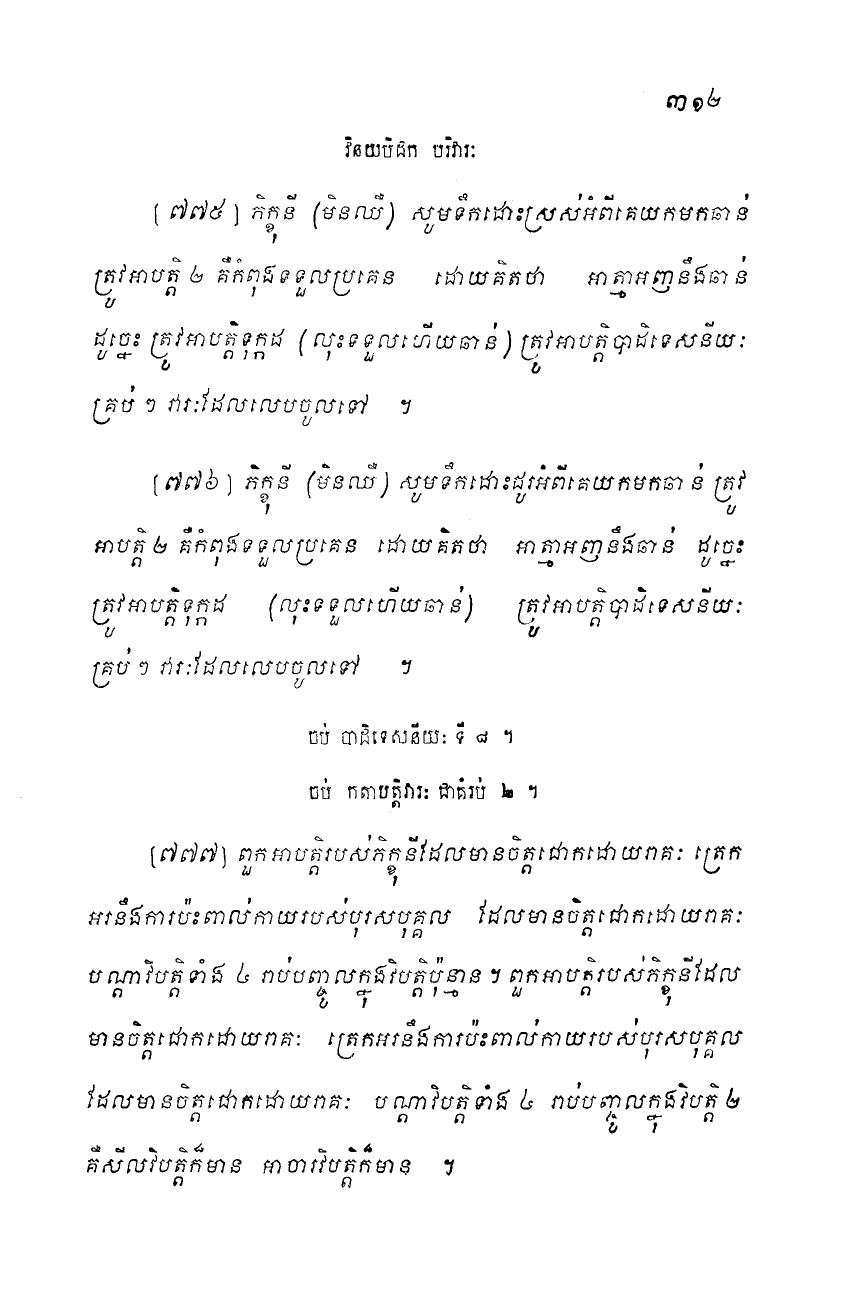 ៣១២
វិនយបិដក បរិវារៈ
[៧៧៥] ភិក្ខុនី (មិនឈឺ) សូមទឹកដោះស្រស់អំពីគេយកមកឆាន់
ត្រូវអាបត្តិ ២ គឺកំពុងទទួលប្រគេន ដោយគិតថា អាត្មាអញនឹងឆាន់
ដូច្នេះ ត្រូវអាបត្តិទុក្កដ (លុះទទួលហើយឆាន់) ត្រូវអាបត្តិបាដិទេសនីយៈ
គ្រប់ ៗ វារៈដែលលេបចូលទៅ ។
[៧៧៦] ភិក្ខុនី (មិនឈឺ) សូមទឹកដោះជូរអំពីគេយកមកឆាន់ ត្រូវ
អាបត្តិ ២ គឺកំពុងទទួលប្រគេន ដោយគិតថា អាត្មាអញនឹងឆាន់ ដូច្នេះ
ត្រូវអាបត្តិទុក្កដ (លុះទទួលហើយឆាន់) ត្រូវអាបត្តិបាដិទេសនីយៈ
គ្រប់ ៗ វារៈដែលលេបចូលទៅ ។
ចប់ បាដិទេសនីយៈ ទី ៨ ។
ចប់ កតាបត្តិវារៈ ជាគំរប់ ២ ។
[៧៧៧] ពួកអាបត្តិរបស់ភិក្ខុនីដែលមានចិត្តជោកដោយរាគៈ ត្រេក
អរនឹងការប៉ះពាល់កាយរបស់បុរសបុគ្គល ដែលមានចិត្តជោកដោយរាគៈ
បណ្តាវិបត្តិទាំង ៤ រាប់បញ្ចូលក្នុងវិបត្តិប៉ុន្មាន ។ ពួកអាបត្តិរបស់ភិក្ខុនីដែល
មានចិត្តជោកដោយរាគៈ ត្រេកអរនឹងការប៉ះពាល់កាយរបស់បុរសបុគ្គល
ដែលមានចិត្តជោកដោយរាគៈ បណ្តាវិបត្តិទាំង ៤ រាប់បញ្ចូលក្នុងវិបត្តិ ២
គឺសីលវិបត្តិក៏មាន អាចារវិបត្តិក៏មាន ។